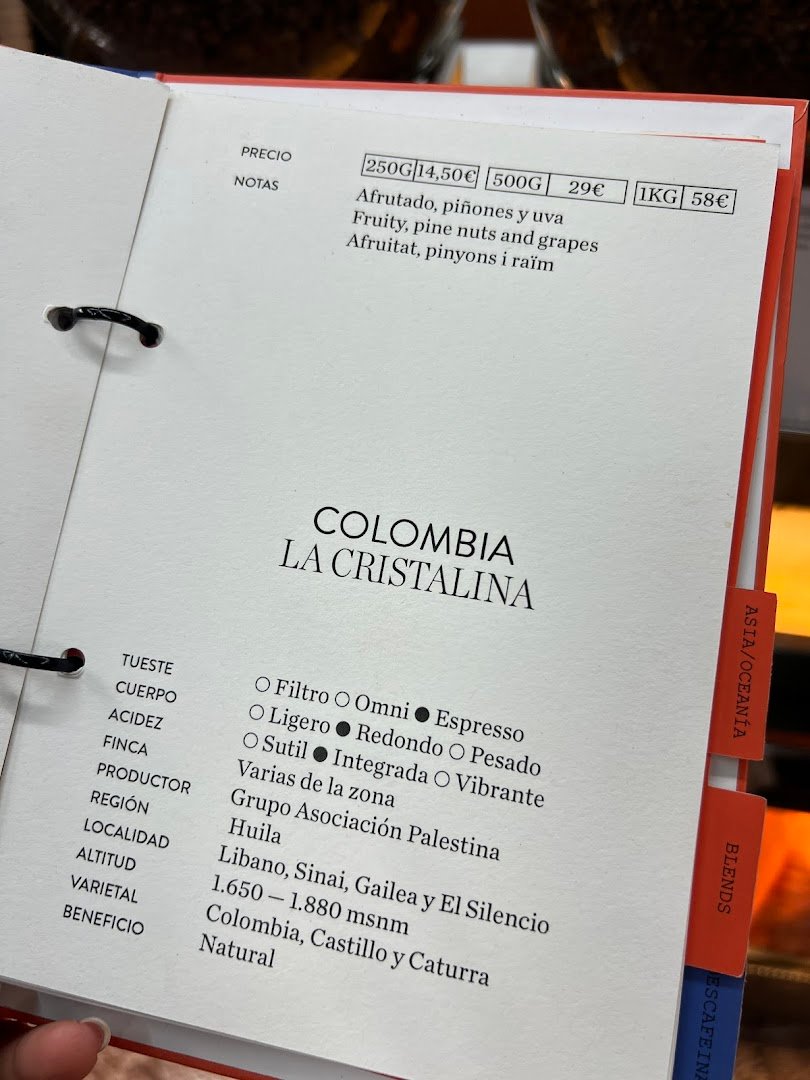 PRECIO 250G 14,50€ 500G 29€ 1KG 58€
NOTAS Afrutado, piñones y uva
Fruity, pine nuts and grapes
Afruitat, pinyons i raïm
COLOMBIA
LA CRISTALINA
TUESTE ○ Filtro ○ Omni ● Espresso
CUERPO ○ Ligero ● Redondo ○ Pesado
ACIDEZ ○ Sutil ● Integrada ○ Vibrante
FINCA Varias de la zona
PRODUCTOR Grupo Asociación Palestina
REGIÓN Huila
LOCALIDAD Libano, Sinai, Gailea y El Silencio
ALTITUD 1.650 — 1.880 msnm
VARIETAL Colombia, Castillo y Caturra
BENEFICIO Natural
ASIA/OCEANÍA
BLENDS